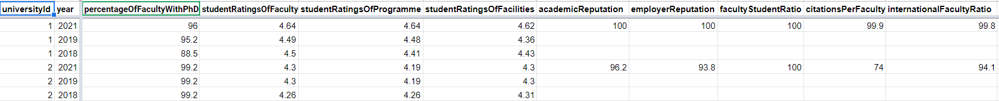 universityId year percentageOfFacultyWithPhD studentRatingsOfFaculty studentRatingsOfProgramme studentRatingsOfFacilities academicReputation employerReputation facultyStudentRatio citationsPerFaculty internationalFacultyRatio
1 2021 96 4.64 4.64 4.62 100 100 100 99.9 99.8
1 2019 95.2 4.49 4.48 4.36
1 2018 88.5 4.5 4.41 4.43
2 2021 99.2 4.3 4.19 4.3 96.2 93.8 100 74 94.1
2 2019 99.2 4.3 4.19 4.3
2 2018 99.2 4.26 4.26 4.31